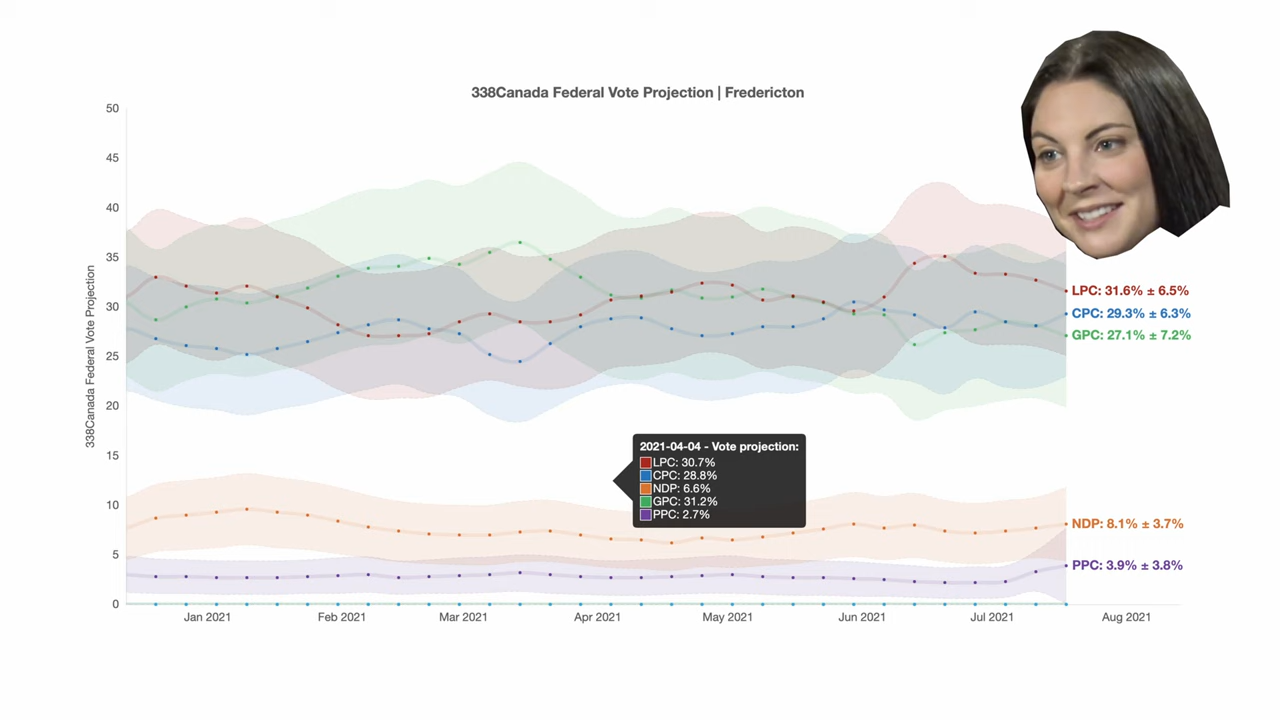 338Canada Federal Vote Projection | Fredericton
338Canada Federal Vote Projection
50
45
40
35
30
25
20
15
10
5
0
LPC: 31.6% ± 6.5%
CPC: 29.3% ± 6.3%
GPC: 27.1% ± 7.2%
2021-04-04 - Vote projection:
LPC: 30.7%
CPC: 28.8%
NDP: 6.6%
GPC: 31.2%
PPC: 2.7%
NDP: 8.1% ± 3.7%
PPC: 3.9% ± 3.8%
Jan 2021 Feb 2021 Mar 2021 Apr 2021 May 2021 Jun 2021 Jul 2021 Aug 2021